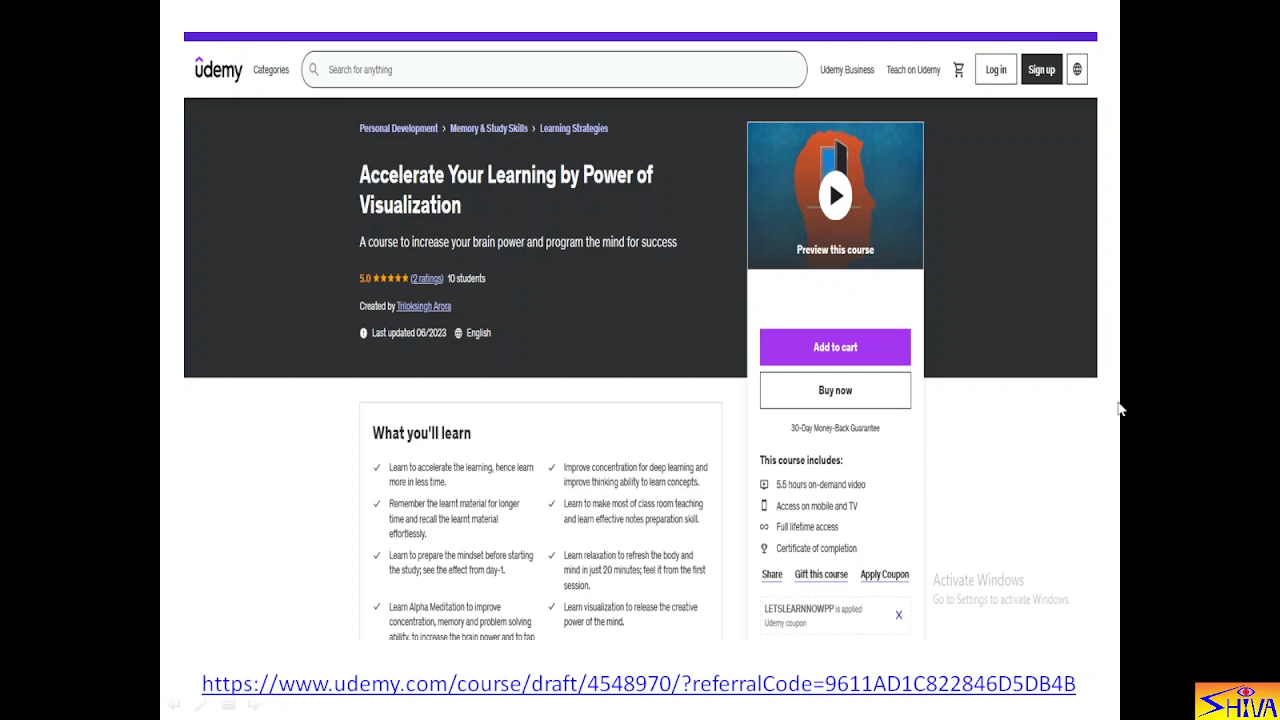 udemy
Categories
Search for anything
Udemy Business
Teach on Udemy
Log in
Sign up
Personal Development > Memory & Study Skills > Learning Strategies
Accelerate Your Learning by Power of
Visualization
A course to increase your brain power and program the mind for success
5.0 ★★★★★ (2 ratings) 10 students
Created by Triloksingh Arora
Last updated 06/2023 English
Preview this course
Add to cart
Buy now
30-Day Money-Back Guarantee
This course includes:
5.5 hours on-demand video
Access on mobile and TV
Full lifetime access
Certificate of completion
Share Gift this course Apply Coupon
LETSLEARNNOWPP is applied X
Udemy coupon
What you'll learn
✓ Learn to accelerate the learning, hence learn
more in less time.
✓ Remember the learnt material for longer
time and recall the learnt material
effortlessly.
✓ Learn to prepare the mindset before starting
the study; see the effect from day-1.
✓ Learn Alpha Meditation to improve
concentration, memory and problem solving
ability, to increase the brain power and to tap
✓ Improve concentration for deep learning and
improve thinking ability to learn concepts.
✓ Learn to make most of class room teaching
and learn effective notes preparation skill.
✓ Learn relaxation to refresh the body and
mind in just 20 minutes; feel it from the first
session.
✓ Learn visualization to release the creative
power of the mind.
Activate Windows
Go to Settings to activate Windows.
https://www.udemy.com/course/draft/4548970/?referralCode=9611AD1C822846D5DB4B
SHIVA